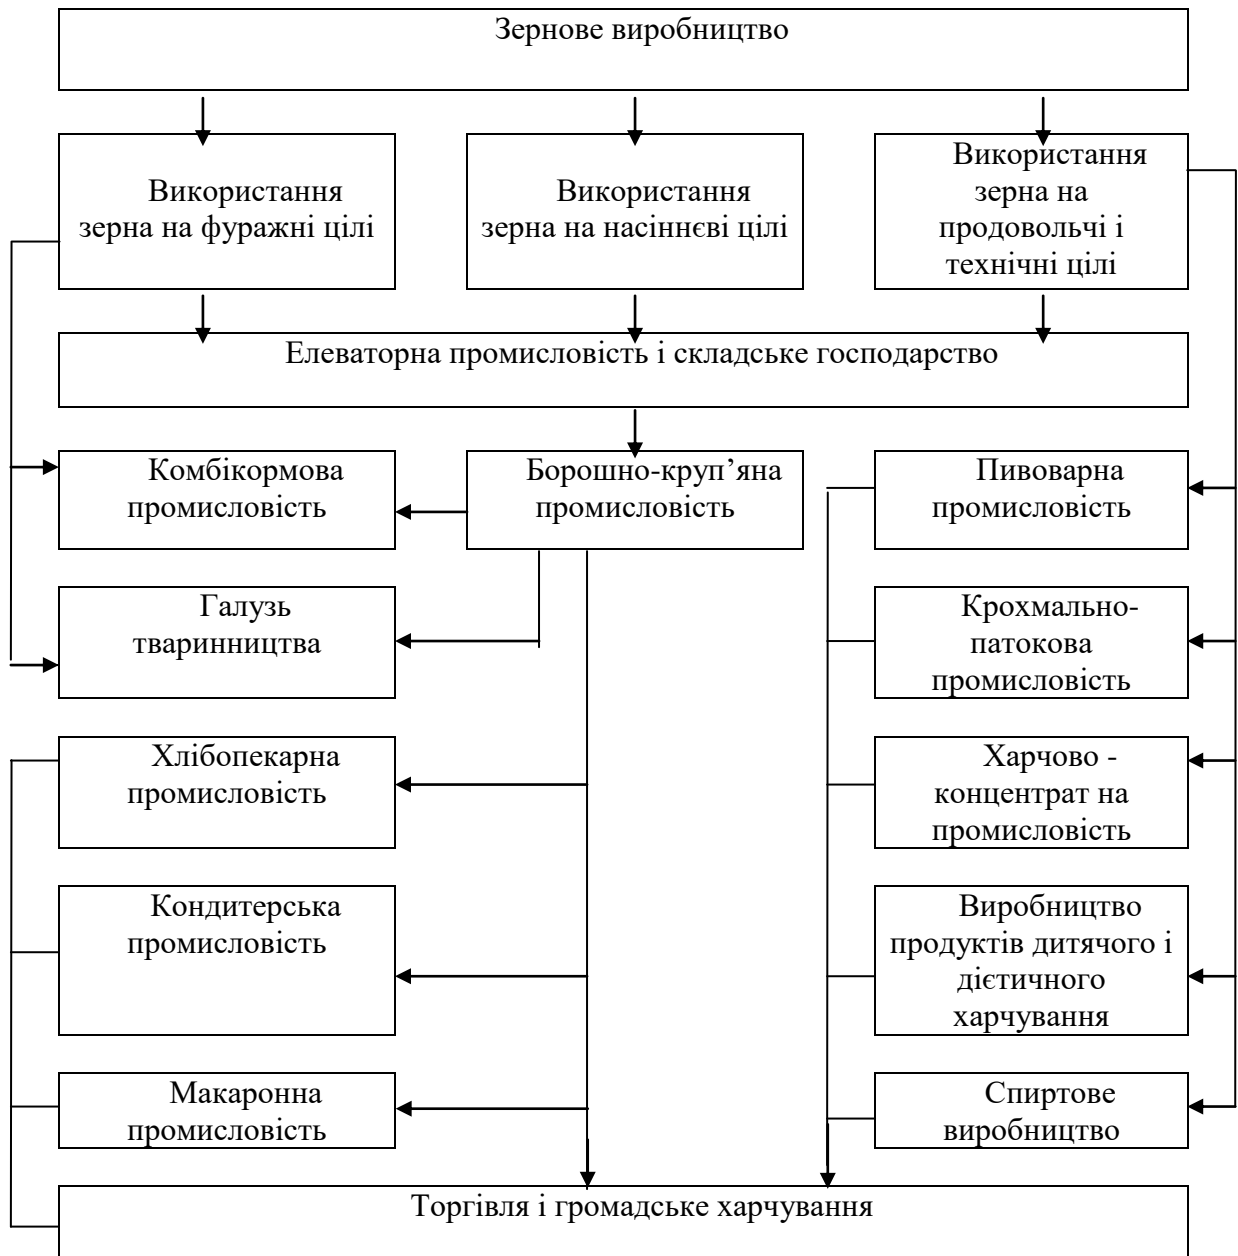 Зернове виробництво
Використання
зерна на фуражні цілі
Використання
зерна на насіннєві цілі
Використання
зерна на
продовольчі і
технічні цілі
Елеваторна промисловість і складське господарство
Комбікормова
промисловість
Борошно-круп’яна
промисловість
Пивоварна
промисловість
Галузь
тваринництва
Крохмально-
патокова
промисловість
Хлібопекарна
промисловість
Харчово -
концентрат на
промисловість
Кондитерська
промисловість
Виробництво
продуктів дитячого і
дієтичного
харчування
Макаронна
промисловість
Спиртове
виробництво
Торгівля і громадське харчування